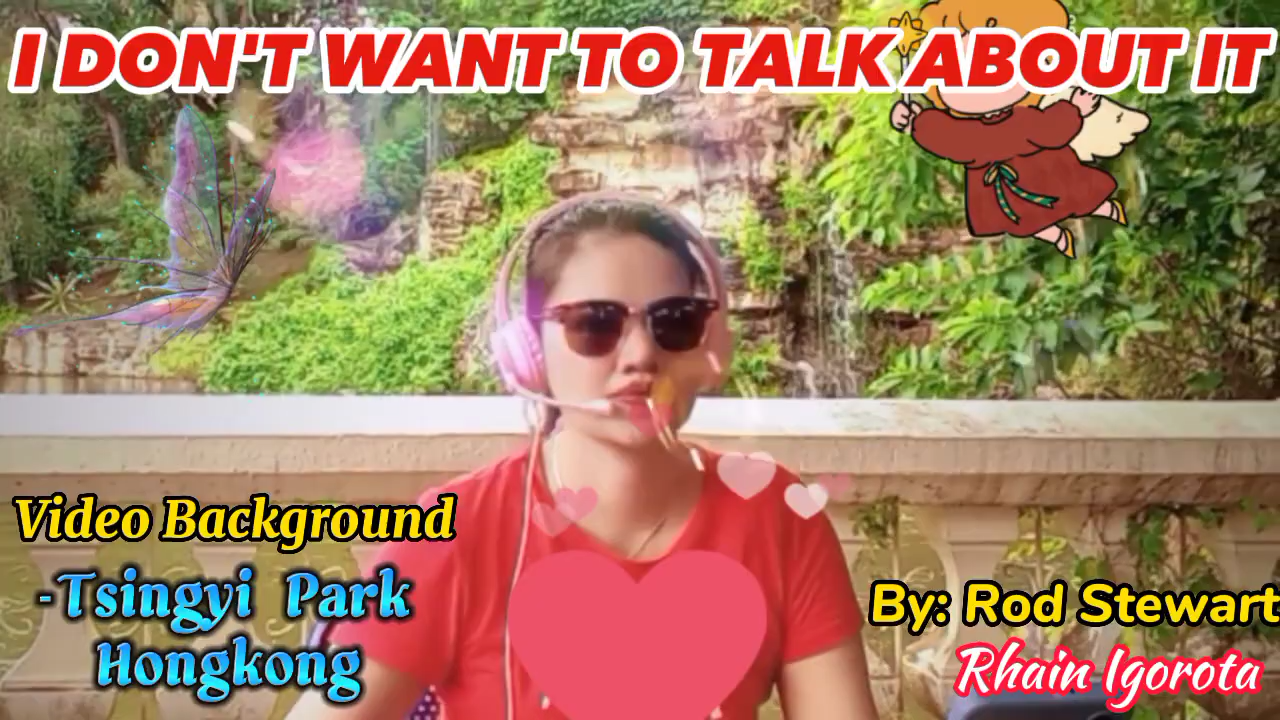 I DON'T WANT TO TALK ABOUT IT
Video Background
-Tsingyi Park
Hongkong
By: Rod Stewart
Rhain Igorota